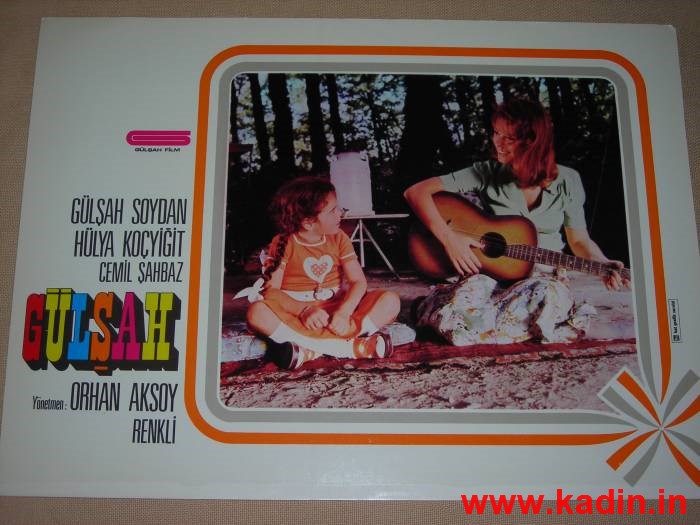 GÜLŞAH FİLM
GÜLŞAH SOYDAN
HÜLYA KOÇYİĞİT
CEMİL ŞAHBAZ
GÜLŞAH
Yönetmen: ORHAN AKSOY
RENKLİ
www.kadin.in